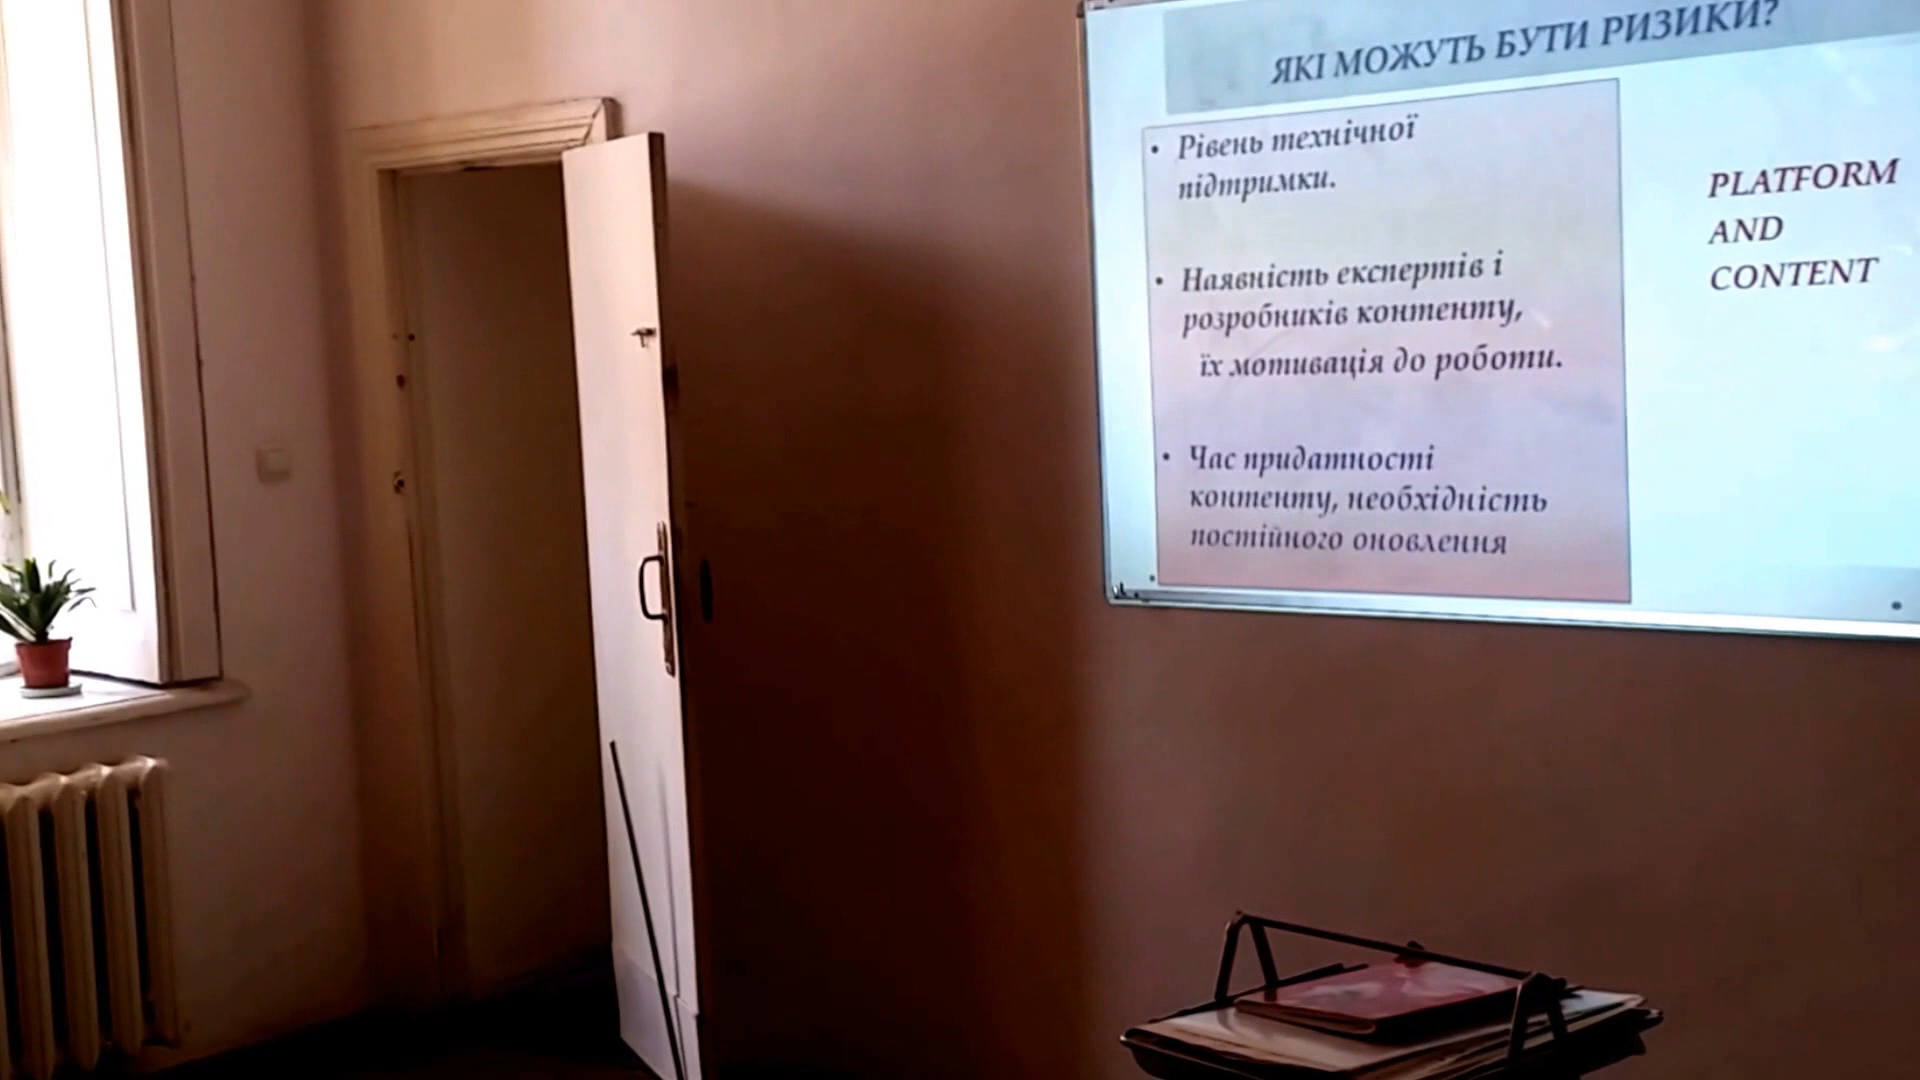 ЯКІ МОЖУТЬ БУТИ РИЗИКИ?
• Рівень технічної
підтримки.
• Наявність експертів і
розробників контенту,
їх мотивація до роботи.
• Час придатності
контенту, необхідність
постійного оновлення
PLATFORM
AND
CONTENT